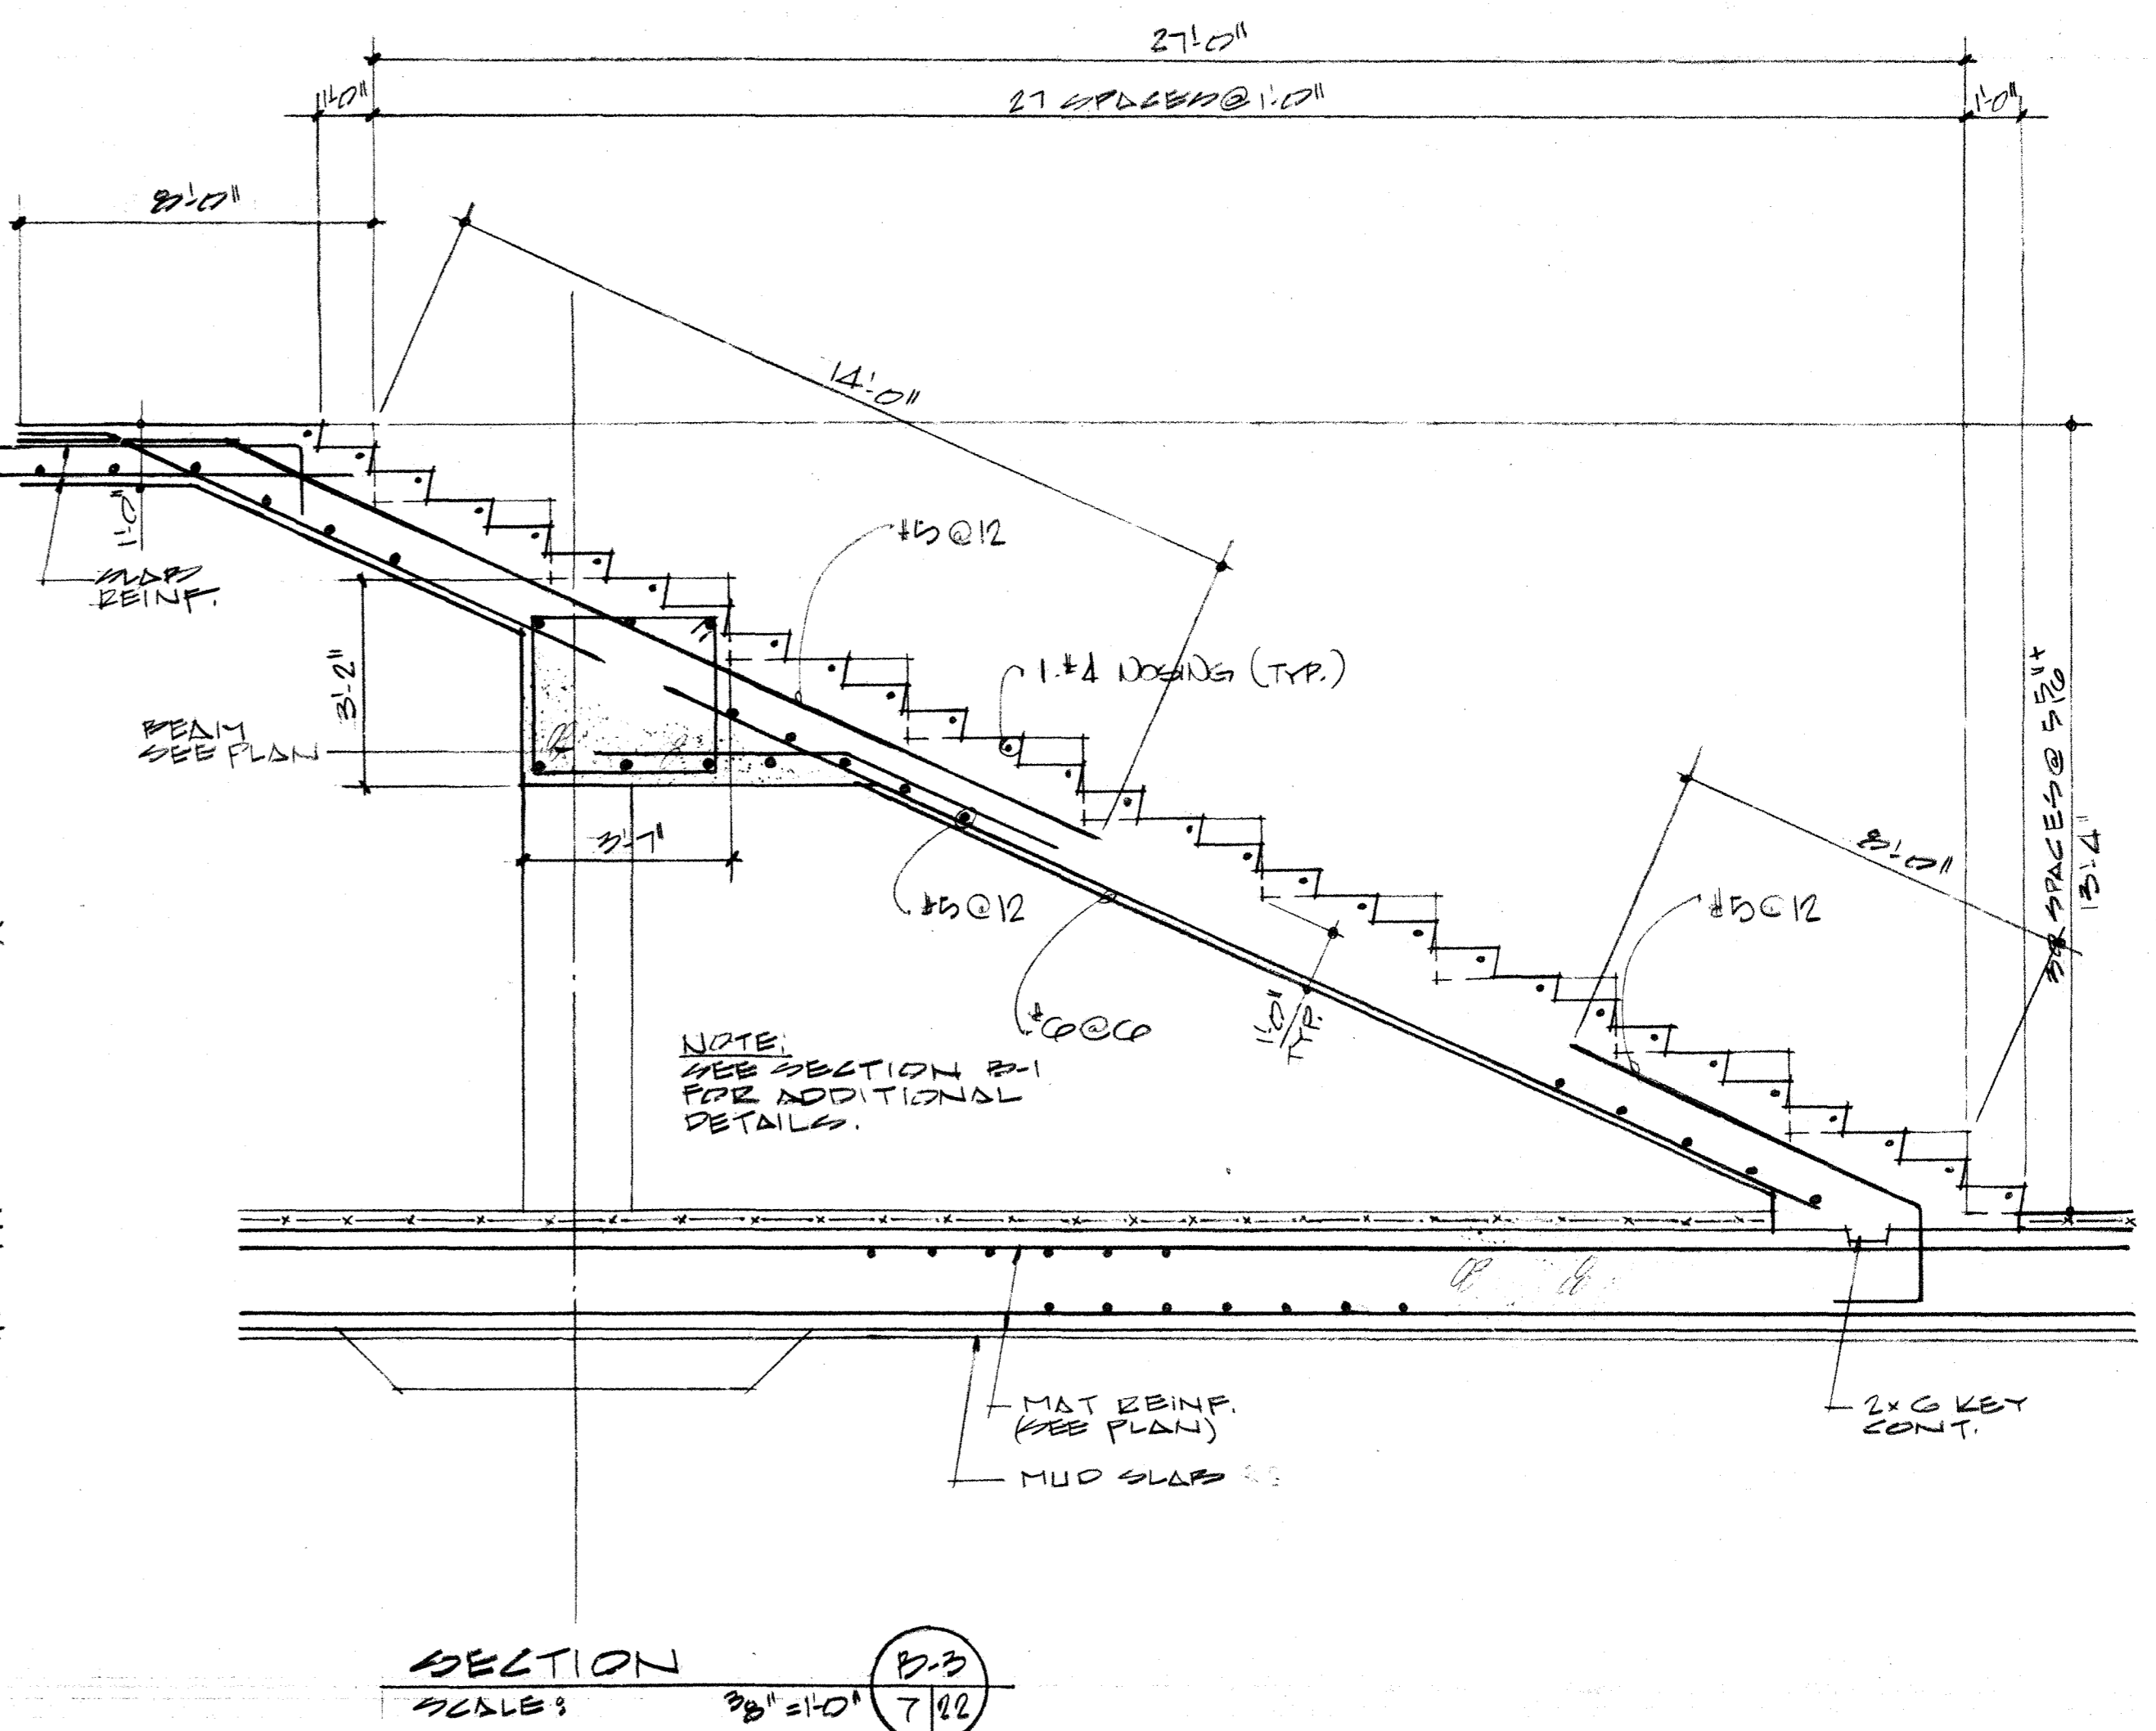 27'-0"
1'-0"
27 SPACES @ 1'-0"
1'-0"
8'-0"
14'-0"
#5@12
1'-0"
SLAB
REINF.
3'-2"
1-#4 NOSING (TYP.)
BEAM
SEE PLAN
3'-7"
#5@12
#6@6
1'-0"
TYP.
8'-0"
#5@12
SPACES @ 5 5/16"+
13'-4"
NOTE:
SEE SECTION B-1
FOR ADDITIONAL
DETAILS.
MAT REINF.
(SEE PLAN)
MUD SLAB
2x6 KEY
CONT.
SECTION
SCALE: 3/8"=1'-0"
B-3
7|22